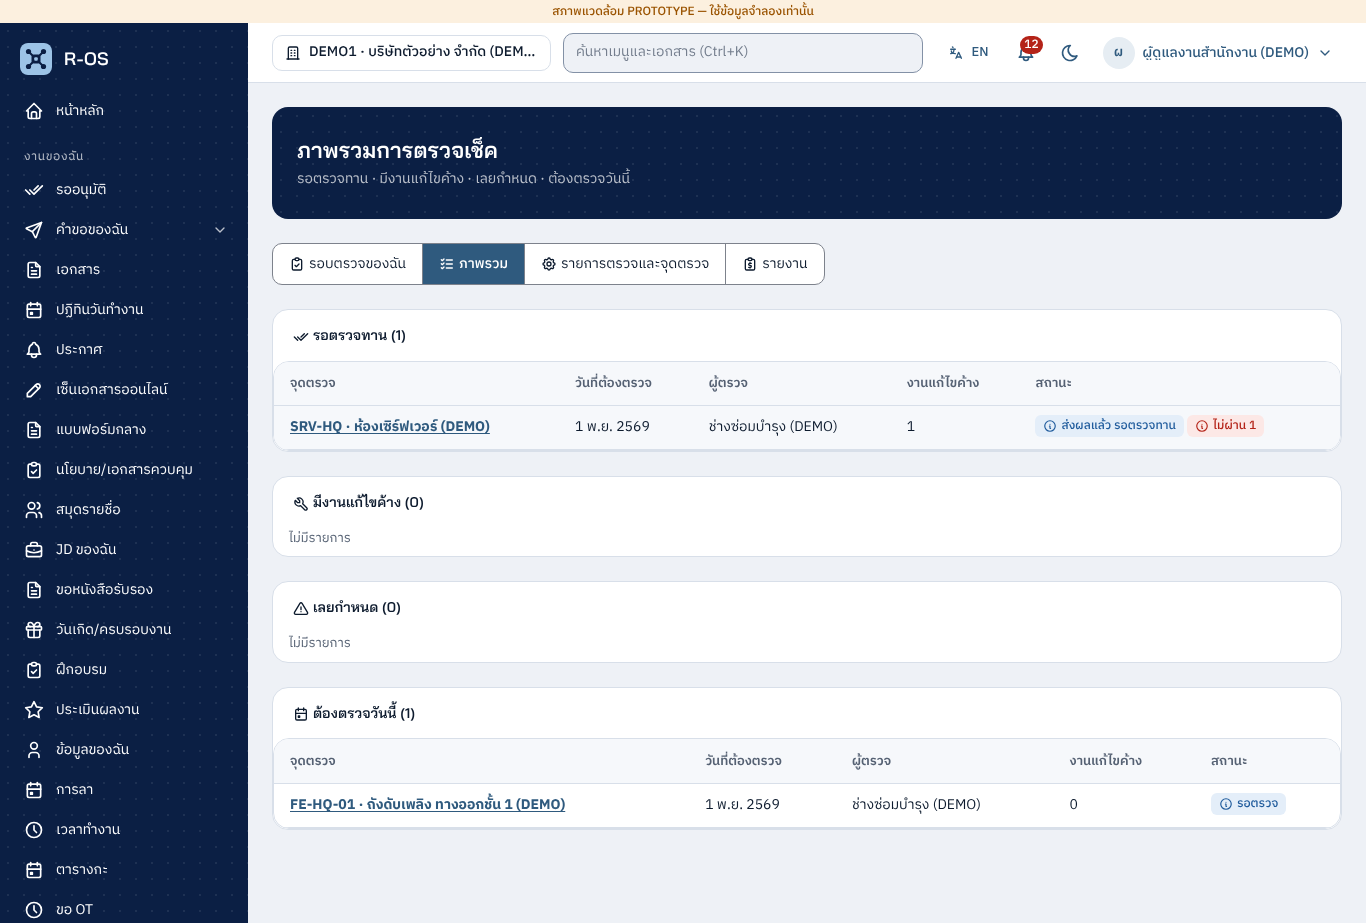 สภาพแวดล้อม PROTOTYPE — ใช้ข้อมูลจำลองเท่านั้น
R-OS
DEMO1 · บริษัทตัวอย่าง จำกัด (DEM...
ค้นหาเมนูและเอกสาร (Ctrl+K)
EN
12
ผ
ผู้ดูแลงานสำนักงาน (DEMO)
หน้าหลัก
งานของฉัน
รออนุมัติ
คำขอของฉัน
เอกสาร
ปฏิทินวันทำงาน
ประกาศ
เซ็นเอกสารออนไลน์
แบบฟอร์มกลาง
นโยบาย/เอกสารควบคุม
สมุดรายชื่อ
JD ของฉัน
ขอหนังสือรับรอง
วันเกิด/ครบรอบงาน
ฝึกอบรม
ประเมินผลงาน
ข้อมูลของฉัน
การลา
เวลาทำงาน
ตารางกะ
ขอ OT
ภาพรวมการตรวจเช็ค
รอตรวจทาน · มีงานแก้ไขค้าง · เลยกำหนด · ต้องตรวจวันนี้
รอบตรวจของฉัน ภาพรวม รายการตรวจและจุดตรวจ รายงาน
รอตรวจทาน (1)
จุดตรวจ วันที่ต้องตรวจ ผู้ตรวจ งานแก้ไขค้าง สถานะ
SRV-HQ · ห้องเซิร์ฟเวอร์ (DEMO) 1 พ.ย. 2569 ช่างซ่อมบำรุง (DEMO) 1 ส่งผลแล้ว รอตรวจทาน ไม่ผ่าน 1
มีงานแก้ไขค้าง (0)
ไม่มีรายการ
เลยกำหนด (0)
ไม่มีรายการ
ต้องตรวจวันนี้ (1)
จุดตรวจ วันที่ต้องตรวจ ผู้ตรวจ งานแก้ไขค้าง สถานะ
FE-HQ-01 · ถังดับเพลิง ทางออกชั้น 1 (DEMO) 1 พ.ย. 2569 ช่างซ่อมบำรุง (DEMO) 0 รอตรวจ